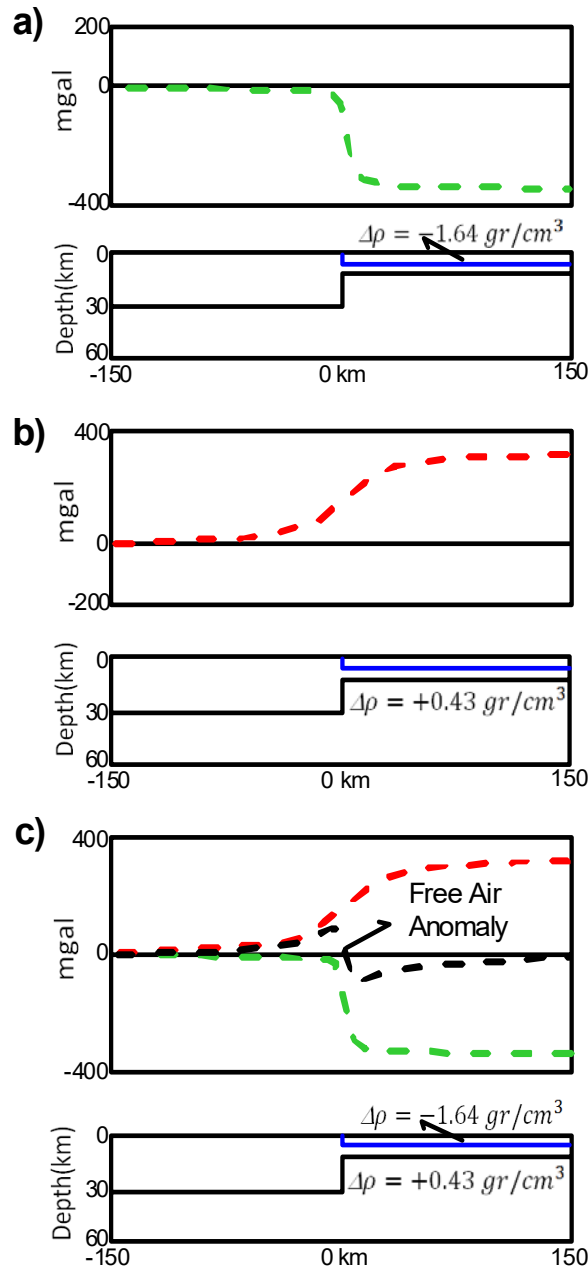 a)
200
0
-400
mgal
Δρ = −1.64 gr/cm³
0
30
60
Depth(km)
-150
0 km
150
b)
400
0
-200
mgal
0
30
60
Depth(km)
Δρ = +0.43 gr/cm³
-150
0 km
150
c)
400
0
-400
mgal
Free Air
Anomaly
Δρ = −1.64 gr/cm³
0
30
60
Depth(km)
Δρ = +0.43 gr/cm³
-150
0 km
150